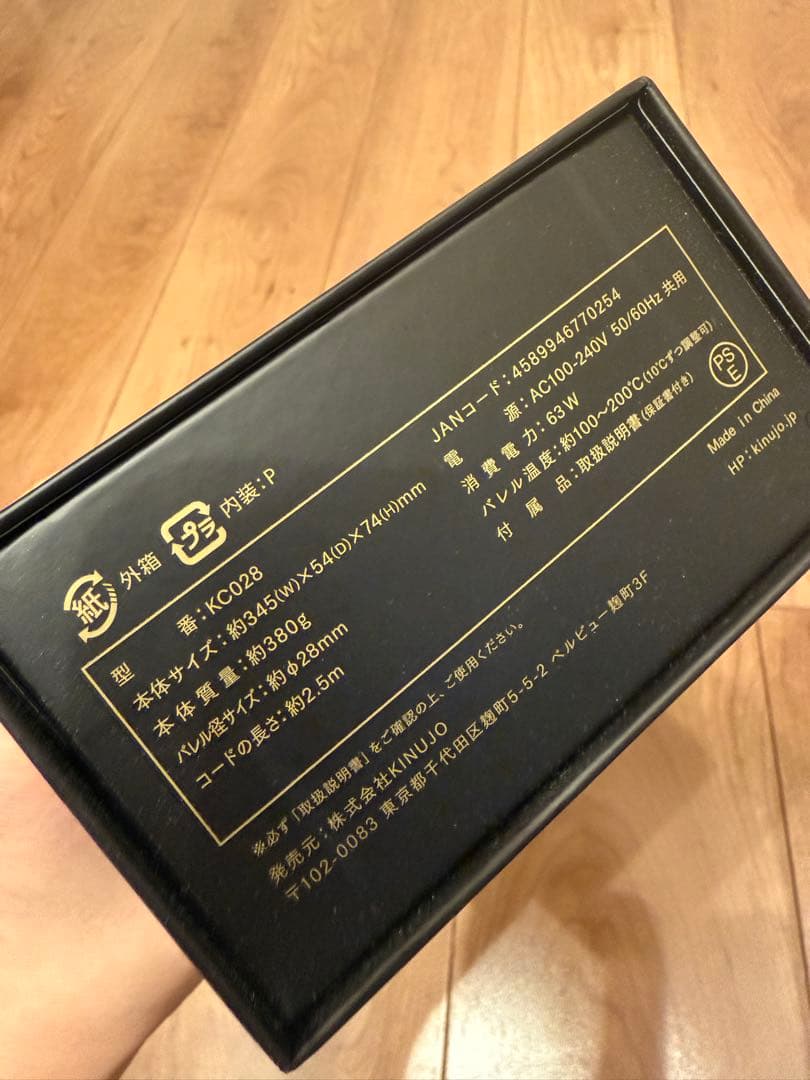 紙 外箱 プラ 内装:P
型番:KC028
本体サイズ:約345(W)×54(D)×74(H)mm
本体質量:約380g
バレル径サイズ:約φ28mm
コードの長さ:約2.5m
JANコード:4589946770254
電源:AC100-240V 50/60Hz 共用
消費電力:63W
バレル温度:約100〜200℃(10℃ずつ調整可)
付属品:取扱説明書(保証書付き)
PSE
※必ず「取扱説明書」をご確認の上、ご使用ください。
発売元:株式会社KINUJO
〒102-0083 東京都千代田区麹町5-5-2 ベルビュー麹町3F
Made in China
HP:kinujo.jp